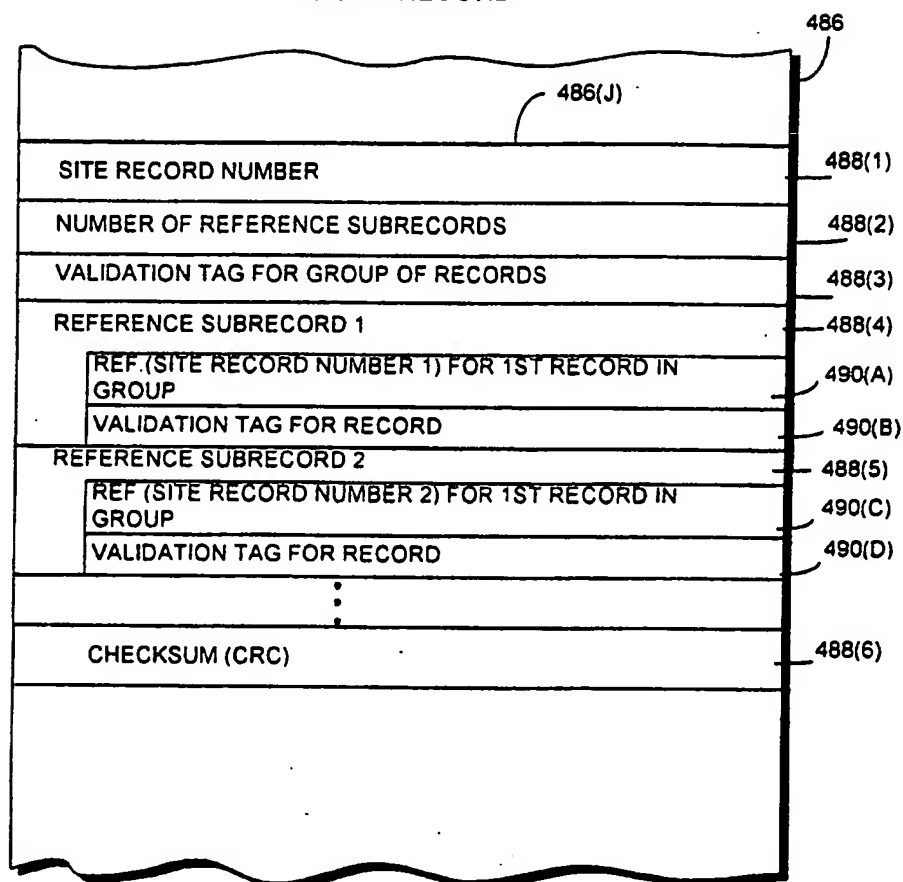 RECORD
486
486(J)
SITE RECORD NUMBER 488(1)
NUMBER OF REFERENCE SUBRECORDS 488(2)
VALIDATION TAG FOR GROUP OF RECORDS 488(3)
REFERENCE SUBRECORD 1 488(4)
REF.(SITE RECORD NUMBER 1) FOR 1ST RECORD IN
GROUP 490(A)
VALIDATION TAG FOR RECORD 490(B)
REFERENCE SUBRECORD 2 488(5)
REF (SITE RECORD NUMBER 2) FOR 1ST RECORD IN
GROUP 490(C)
VALIDATION TAG FOR RECORD 490(D)
CHECKSUM (CRC) 488(6)